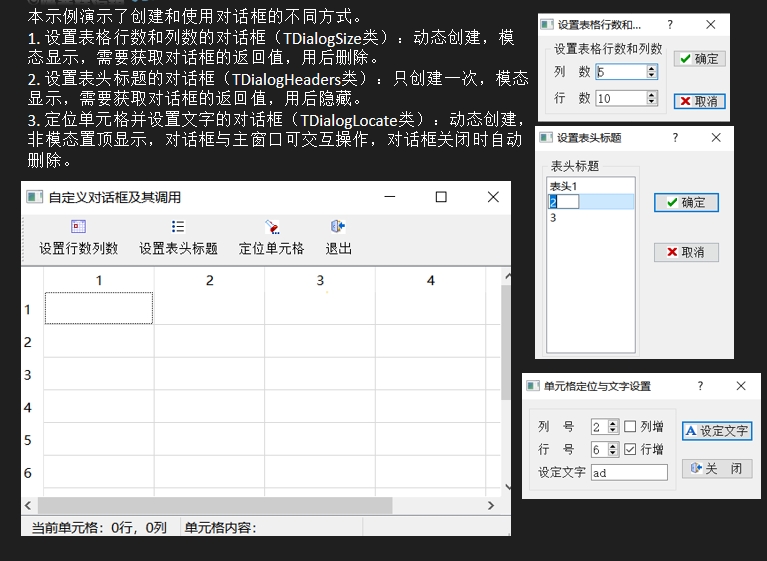 本示例演示了创建和使用对话框的不同方式。
1. 设置表格行数和列数的对话框（TDialogSize类）：动态创建，模
态显示，需要获取对话框的返回值，用后删除。
2. 设置表头标题的对话框（TDialogHeaders类）：只创建一次，模态
显示，需要获取对话框的返回值，用后隐藏。
3. 定位单元格并设置文字的对话框（TDialogLocate类）：动态创建，
非模态置顶显示，对话框与主窗口可交互操作，对话框关闭时自动
删除。
自定义对话框及其调用
设置行数列数 设置表头标题 定位单元格 退出
1 2 3 4
1
2
3
4
5
6
当前单元格：0行，0列 单元格内容：
设置表格行数和... ?
设置表格行数和列数
列 数 5
行 数 10
确定
取消
设置表头标题 ?
表头标题
表头1
2
3
确定
取消
单元格定位与文字设置 ?
列 号 2 列增
行 号 6 行增
设定文字 ad
A 设定文字
关 闭